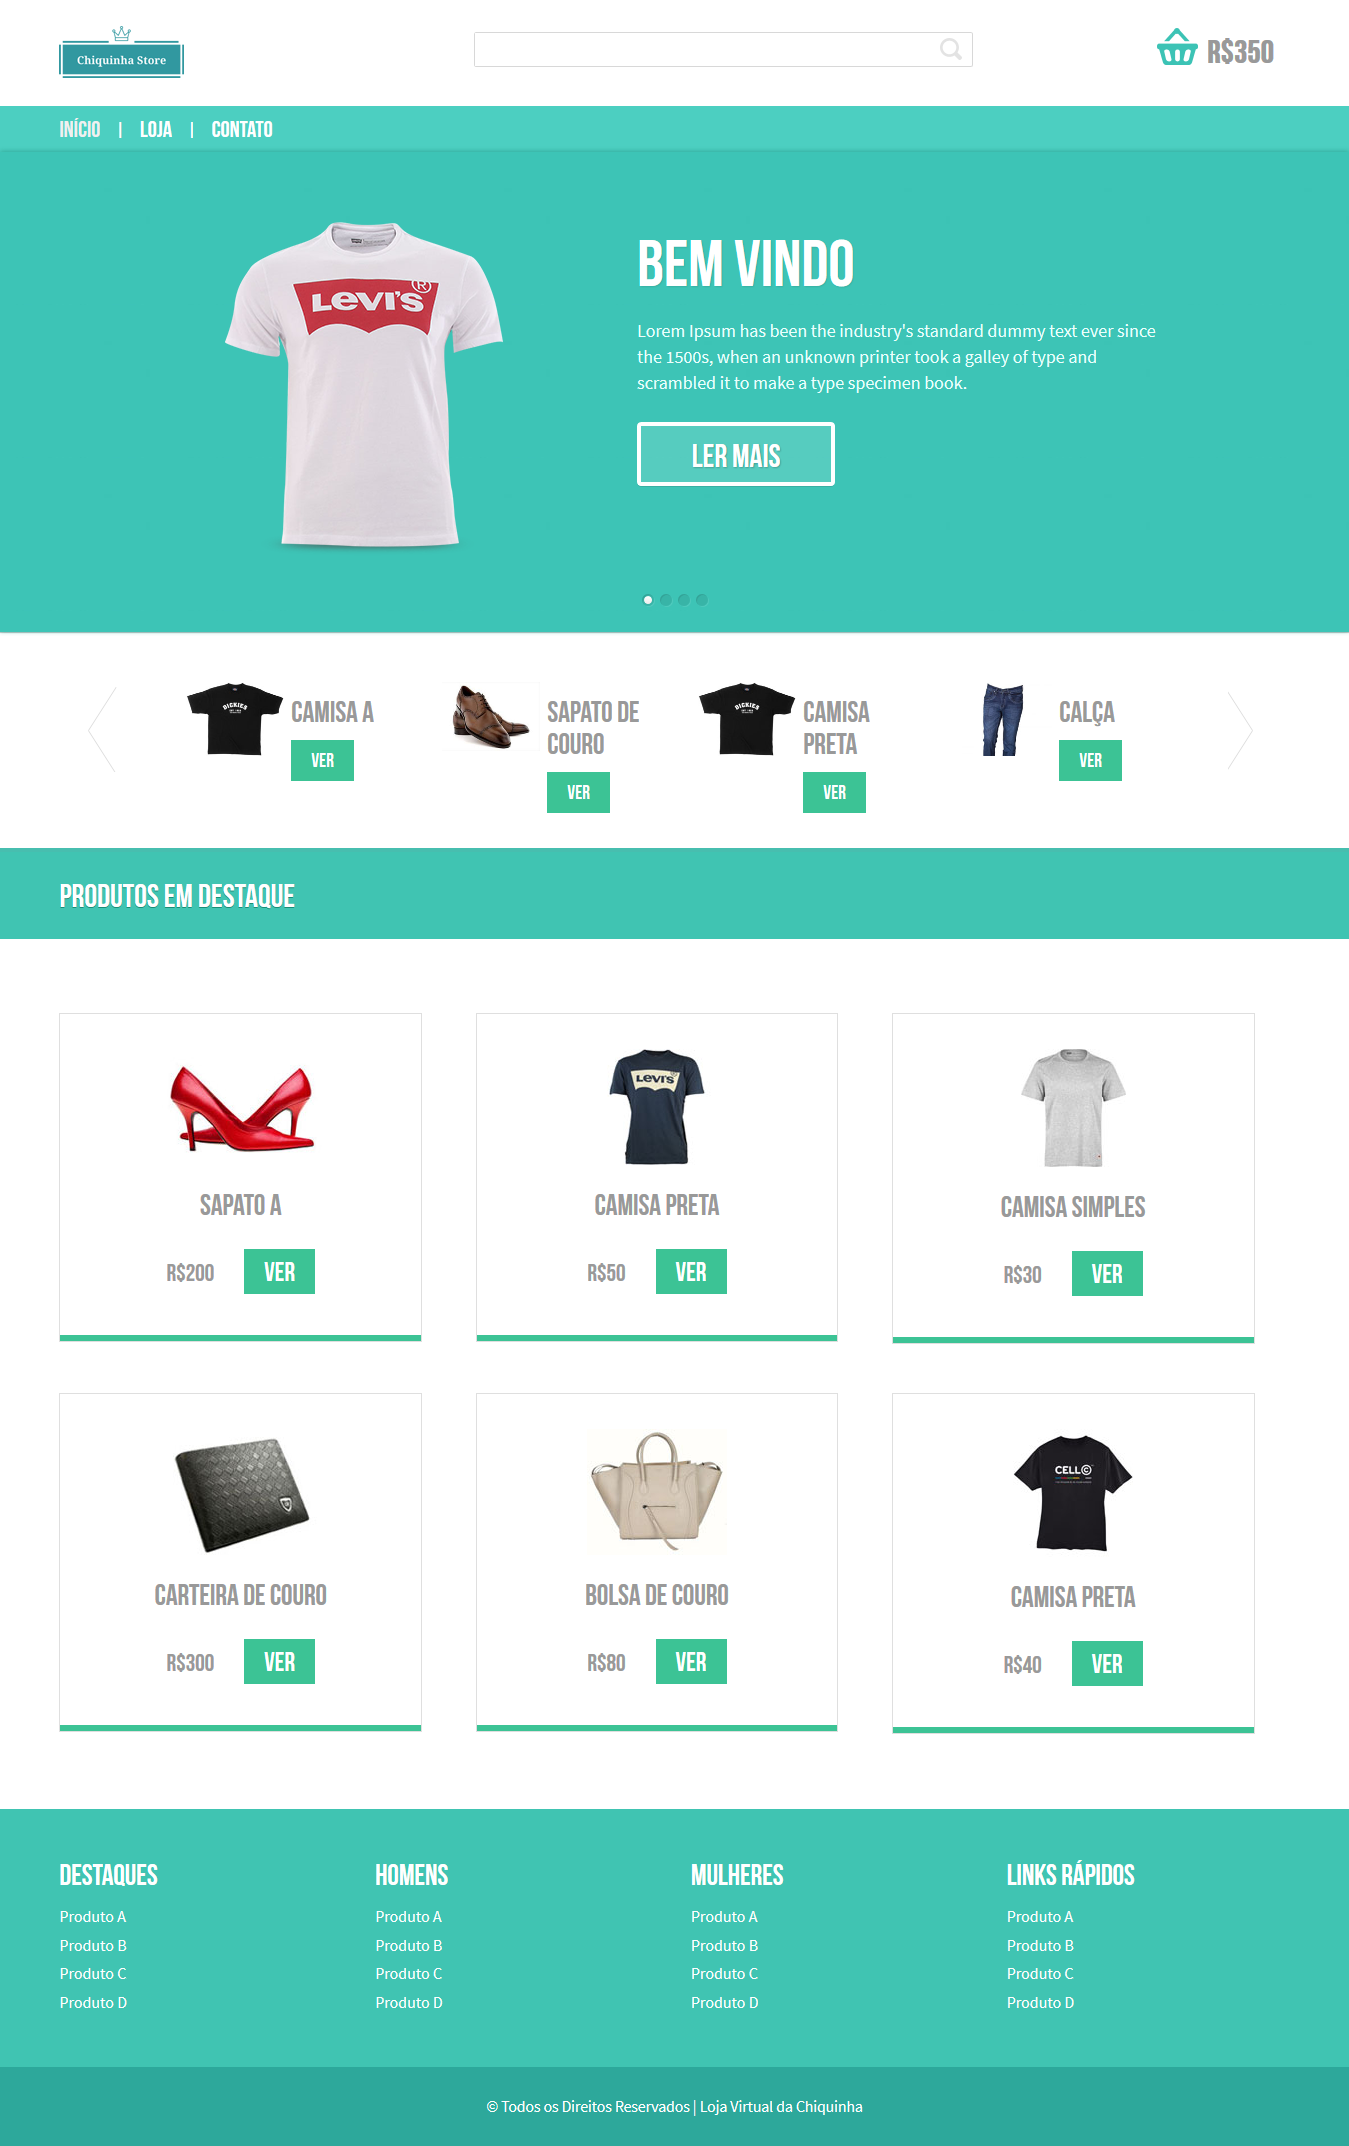 Chiquinha Store
R$350
INÍCIO | LOJA | CONTATO
LEVI'S ®
BEM VINDO
Lorem Ipsum has been the industry's standard dummy text ever since
the 1500s, when an unknown printer took a galley of type and
scrambled it to make a type specimen book.
LER MAIS
DICKIES
CAMISA A
VER
SAPATO DE
COURO
VER
DICKIES
CAMISA
PRETA
VER
CALÇA
VER
PRODUTOS EM DESTAQUE
SAPATO A
R$200
VER
LEVI'S
CAMISA PRETA
R$50
VER
CAMISA SIMPLES
R$30
VER
CARTEIRA DE COURO
R$300
VER
BOLSA DE COURO
R$80
VER
CELL©
CAMISA PRETA
R$40
VER
DESTAQUES
Produto A
Produto B
Produto C
Produto D
HOMENS
Produto A
Produto B
Produto C
Produto D
MULHERES
Produto A
Produto B
Produto C
Produto D
LINKS RÁPIDOS
Produto A
Produto B
Produto C
Produto D
© Todos os Direitos Reservados | Loja Virtual da Chiquinha